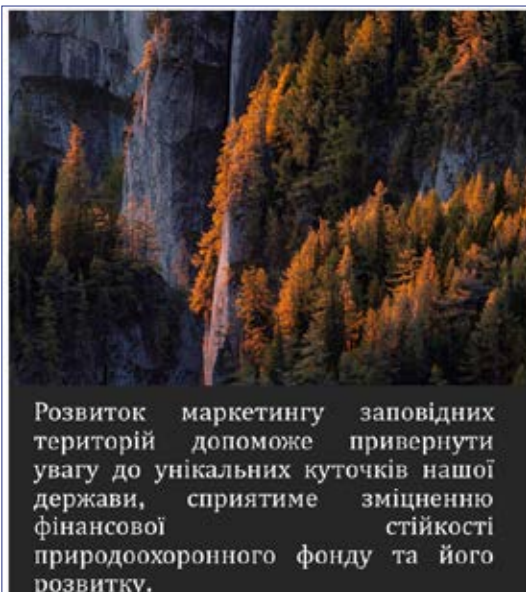 Розвиток маркетингу заповідних
територій допоможе привернути
увагу до унікальних куточків нашої
держави, сприятиме зміцненню
фінансової стійкості
природоохоронного фонду та його
розвитку.